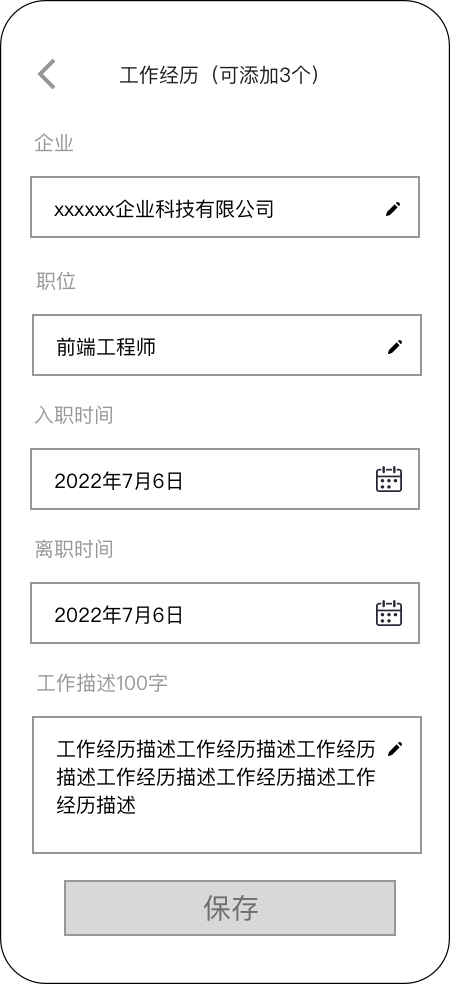 工作经历（可添加3个）
企业
xxxxxx企业科技有限公司
职位
前端工程师
入职时间
2022年7月6日
离职时间
2022年7月6日
工作描述100字
工作经历描述工作经历描述工作经历
描述工作经历描述工作经历描述工作
经历描述
保存